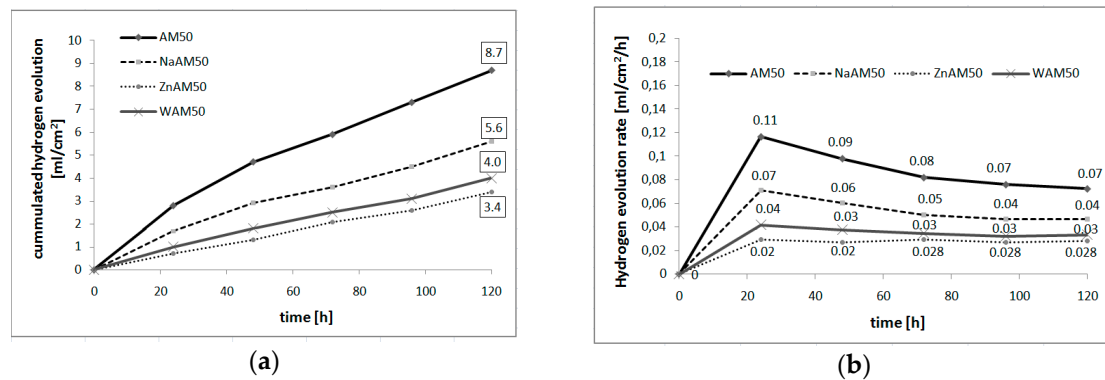 10
9
8
7
6
5
4
3
2
1
0
cummulated hydrogen evolution
[ml/cm²]
AM50
NaAM50
ZnAM50
WAM50
8.7
5.6
4.0
3.4
0 20 40 60 80 100 120
time [h]
(a)
0,2
0,18
0,16
0,14
0,12
0,1
0,08
0,06
0,04
0,02
0
Hydrogen evolution rate [ml/cm²/h]
AM50 NaAM50 ZnAM50 WAM50
0.11 0.09 0.08 0.07 0.07
0.07 0.06 0.05 0.04 0.04
0.04 0.03 0.03 0.03 0.03
0.02 0.02 0.028 0.028 0.028
0
0 20 40 60 80 100 120
time [h]
(b)